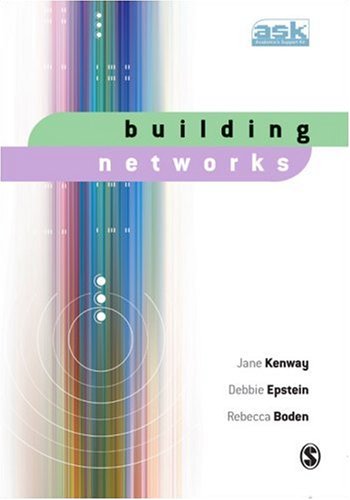 ask
Academic's Support Kit
building
networks
Jane Kenway
Debbie Epstein
Rebecca Boden
S